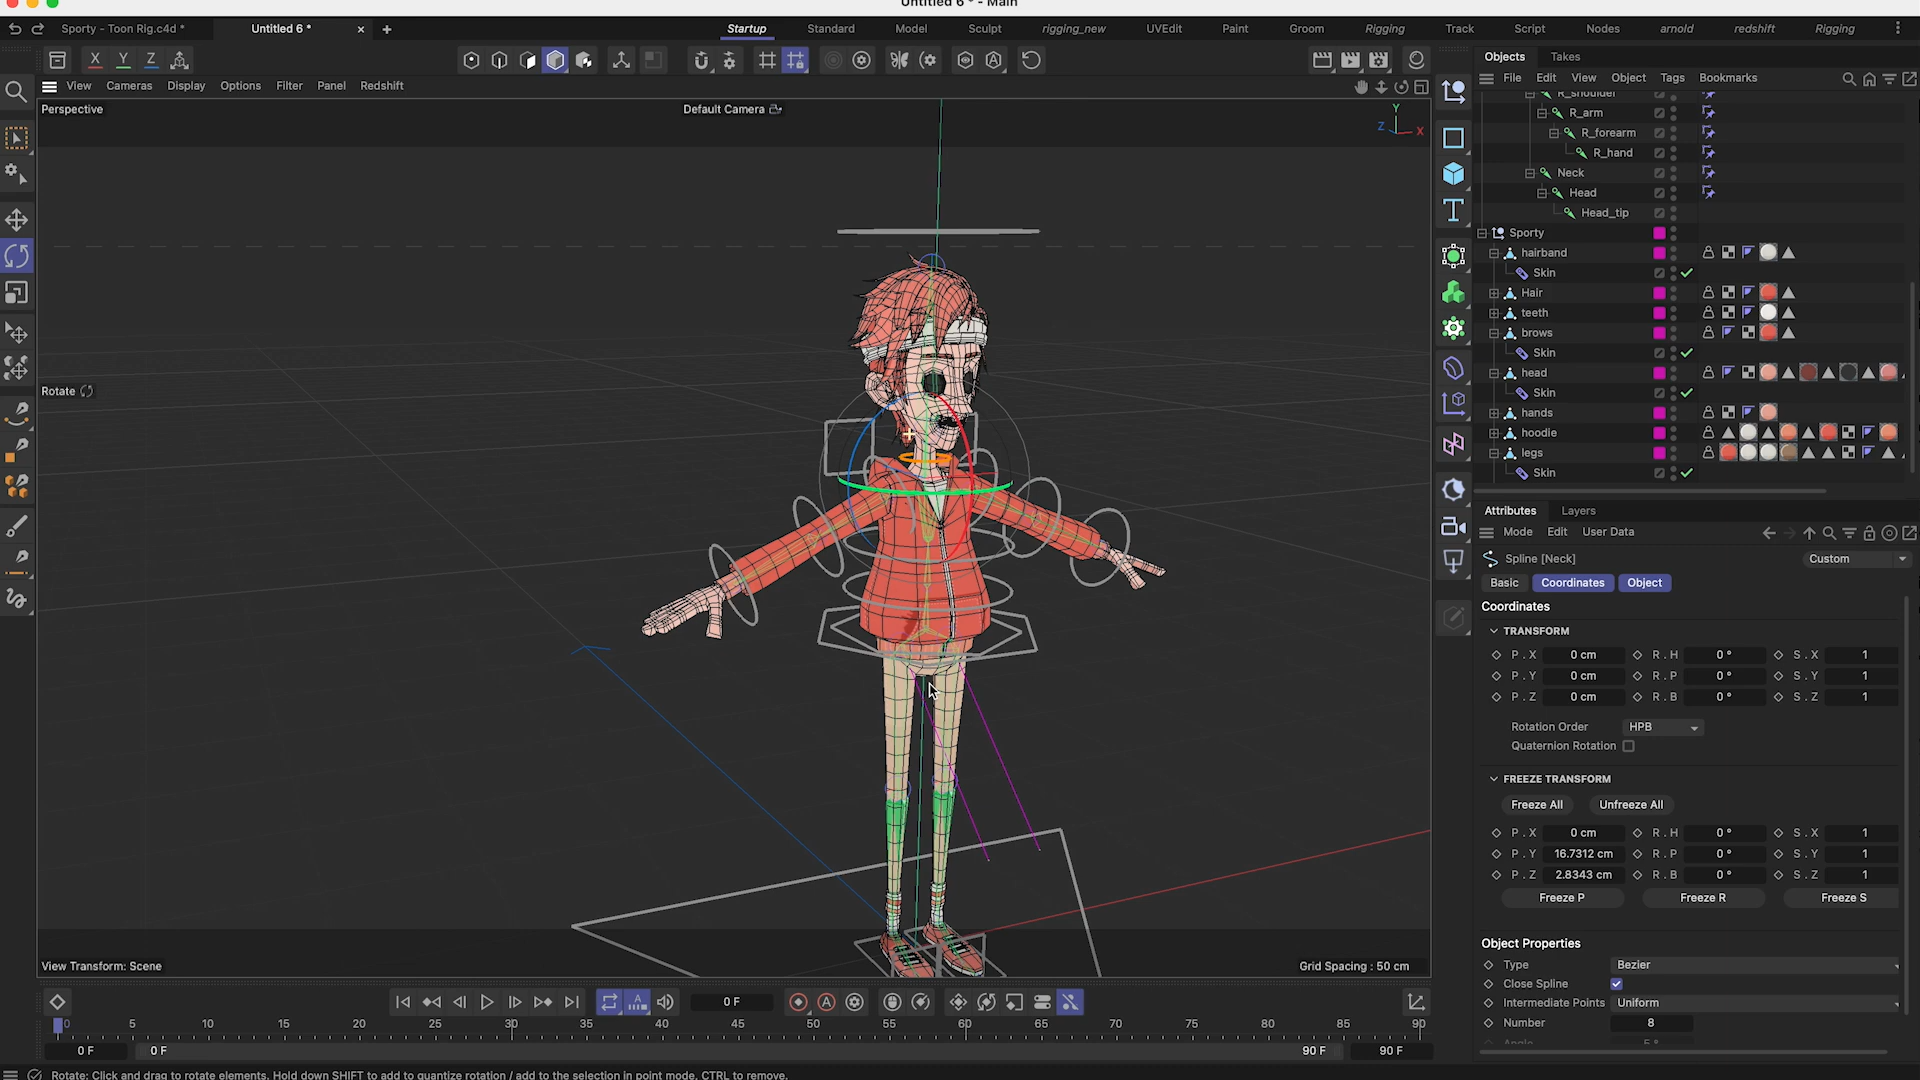 Untitled 6 * - Main
Sporty - Toon Rig.c4d *
Untitled 6 *
Startup
Standard
Model
Sculpt
rigging_new
UVEdit
Paint
Groom
Rigging
Track
Script
Nodes
arnold
redshift
Rigging
X Y Z
View
Cameras
Display
Options
Filter
Panel
Redshift
Perspective
Default Camera
Y
Z
X
Rotate
View Transform: Scene
Grid Spacing : 50 cm
Objects
Takes
File
Edit
View
Object
Tags
Bookmarks
R_shoulder
R_arm
R_forearm
R_hand
Neck
Head
Head_tip
Sporty
hairband
Skin
Hair
teeth
brows
Skin
head
Skin
hands
hoodie
legs
Skin
Attributes
Layers
Mode
Edit
User Data
Spline [Neck]
Custom
Basic
Coordinates
Object
Coordinates
TRANSFORM
P . X 0 cm R . H 0 ° S . X 1
P . Y 0 cm R . P 0 ° S . Y 1
P . Z 0 cm R . B 0 ° S . Z 1
Rotation Order HPB
Quaternion Rotation
FREEZE TRANSFORM
Freeze All
Unfreeze All
P . X 0 cm R . H 0 ° S . X 1
P . Y 16.7312 cm R . P 0 ° S . Y 1
P . Z 2.8343 cm R . B 0 ° S . Z 1
Freeze P
Freeze R
Freeze S
Object Properties
Type Bezier
Close Spline
Intermediate Points Uniform
Number 8
0 F
0 5 10 15 20 25 30 35 40 45 50 55 60 65 70 75 80 85 90
0 F
0 F
90 F
90 F
Rotate: Click and drag to rotate elements. Hold down SHIFT to add to quantize rotation / add to the selection in point mode, CTRL to remove.